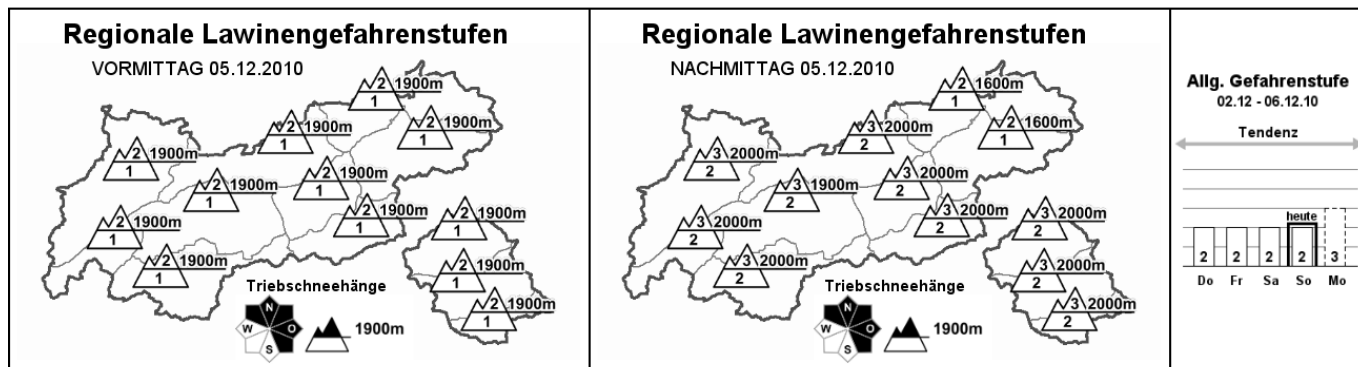 Regionale Lawinengefahrenstufen
VORMITTAG 05.12.2010
2 1900m
1
2 1900m
1
2 1900m
1
2 1900m
1
2 1900m
1
2 1900m
1
2 1900m
1
2 1900m
1
2 1900m
1
2 1900m
1
2 1900m
1
2 1900m
1
2 1900m
1
Triebschneehänge
N
W O
S
1900m
Regionale Lawinengefahrenstufen
NACHMITTAG 05.12.2010
2 1600m
1
2 1600m
1
3 2000m
2
3 2000m
2
3 2000m
2
3 1900m
2
3 2000m
2
3 2000m
2
3 2000m
2
3 2000m
2
3 2000m
2
3 2000m
2
Triebschneehänge
N
W O
S
1900m
Allg. Gefahrenstufe
02.12 - 06.12.10
Tendenz
heute
2 2 2 2 3
Do Fr Sa So Mo